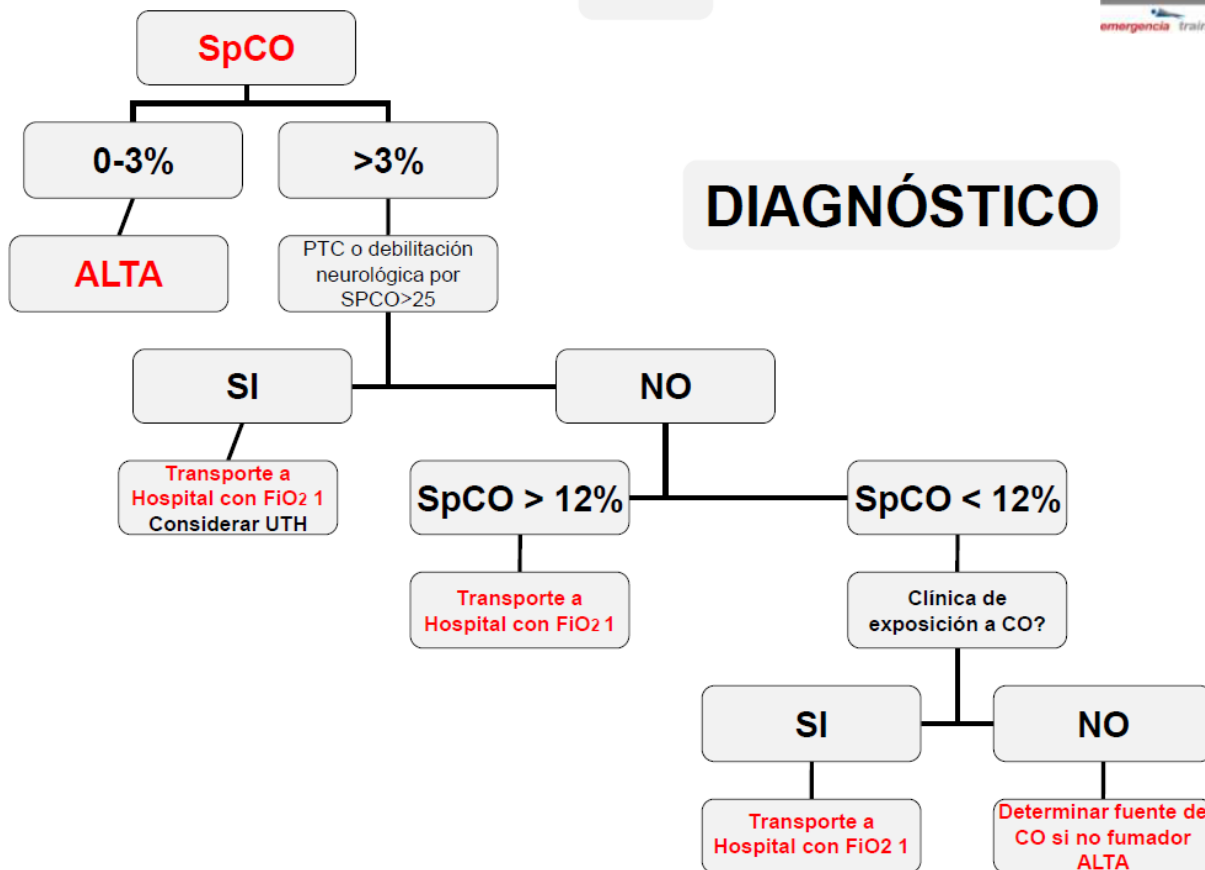 emergencia train
SpCO
0-3%
>3%
DIAGNÓSTICO
ALTA
PTC o debilitación
neurológica por
SPCO>25
SI
NO
Transporte a
Hospital con FiO2 1
Considerar UTH
SpCO > 12%
SpCO < 12%
Transporte a
Hospital con FiO2 1
Clínica de
exposición a CO?
SI
NO
Transporte a
Hospital con FiO2 1
Determinar fuente de
CO si no fumador
ALTA